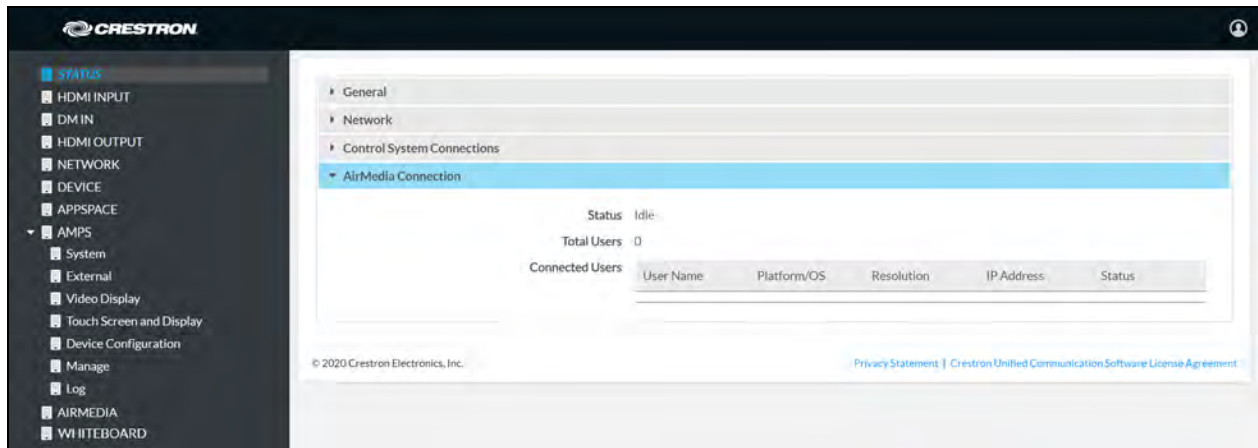 CRESTRON
STATUS
HDMI INPUT
DM IN
HDMI OUTPUT
NETWORK
DEVICE
APPSPACE
AMPS
System
External
Video Display
Touch Screen and Display
Device Configuration
Manage
Log
AIRMEDIA
WHITEBOARD
General
Network
Control System Connections
AirMedia Connection
Status Idle
Total Users 0
Connected Users
User Name Platform/OS Resolution IP Address Status
© 2020 Crestron Electronics, Inc. Privacy Statement | Crestron Unified Communication Software License Agreement